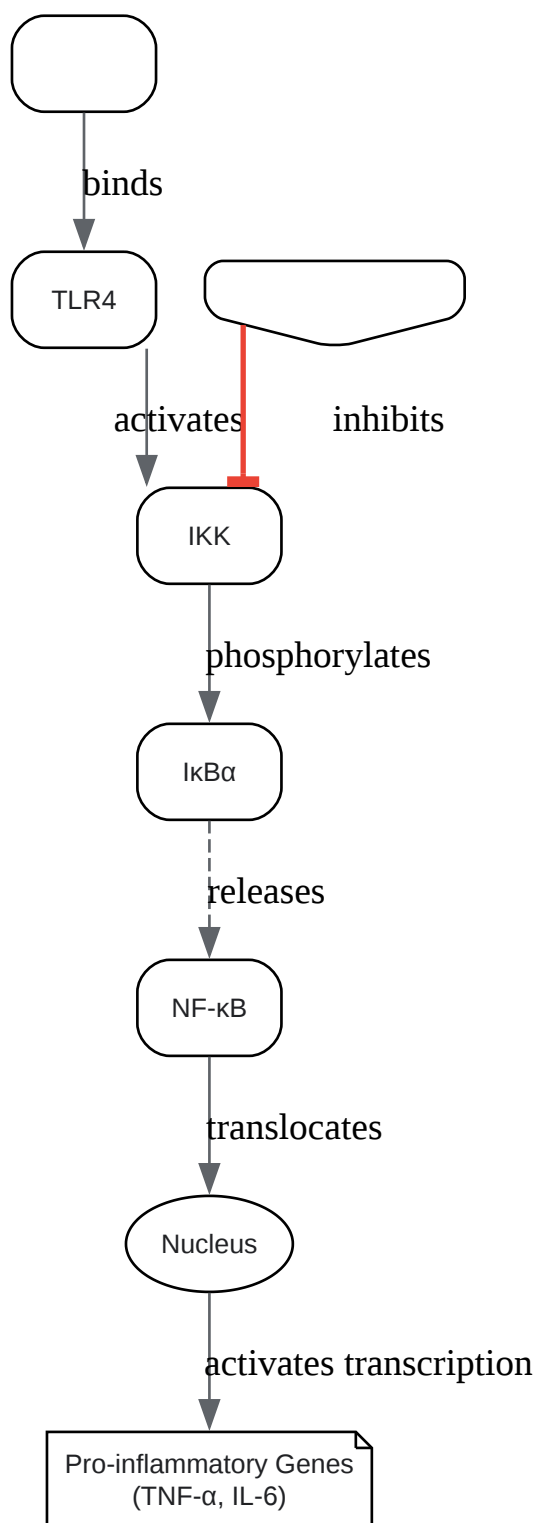 binds
TLR4
activates
inhibits
IKK
phosphorylates
IκBα
releases
NF-κB
translocates
Nucleus
activates transcription
Pro-inflammatory Genes
(TNF-α, IL-6)